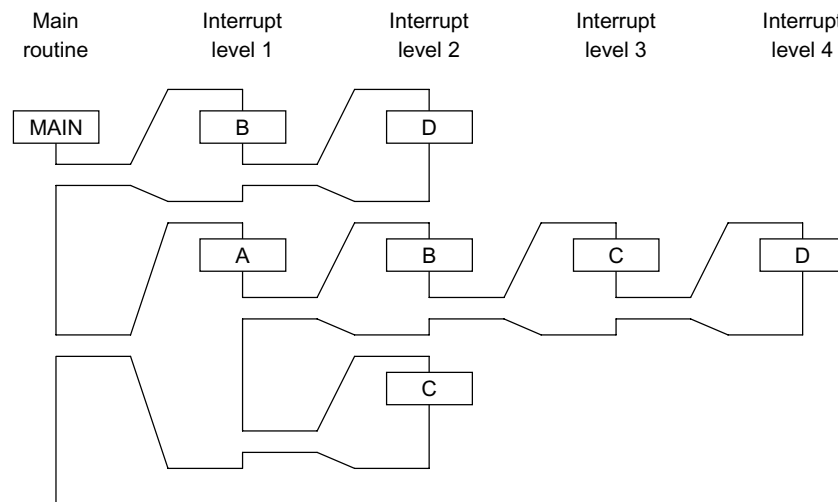 Main
routine
Interrupt
level 1
Interrupt
level 2
Interrupt
level 3
Interrupt
level 4
MAIN
B
D
A
B
C
D
C